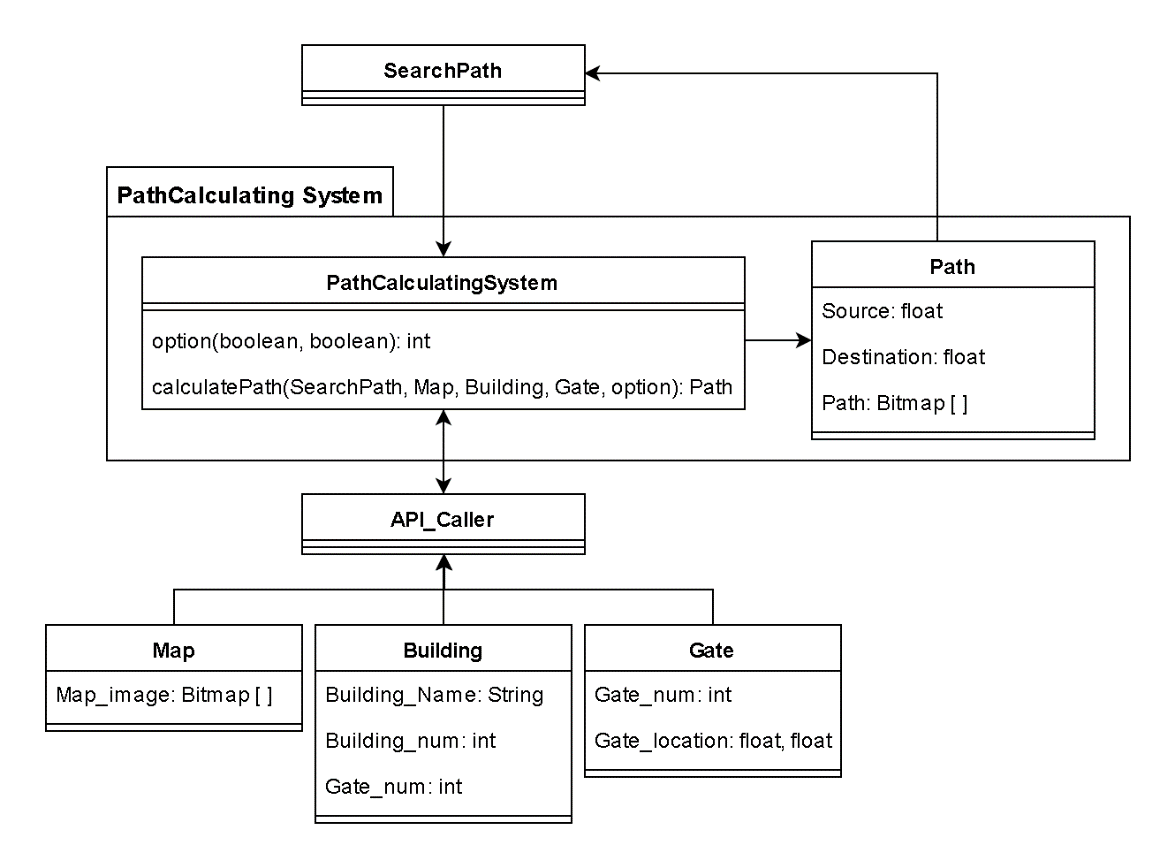 SearchPath
PathCalculating System
PathCalculatingSystem
option(boolean, boolean): int
calculatePath(SearchPath, Map, Building, Gate, option): Path
Path
Source: float
Destination: float
Path: Bitmap [ ]
API_Caller
Map
Map_image: Bitmap [ ]
Building
Building_Name: String
Building_num: int
Gate_num: int
Gate
Gate_num: int
Gate_location: float, float